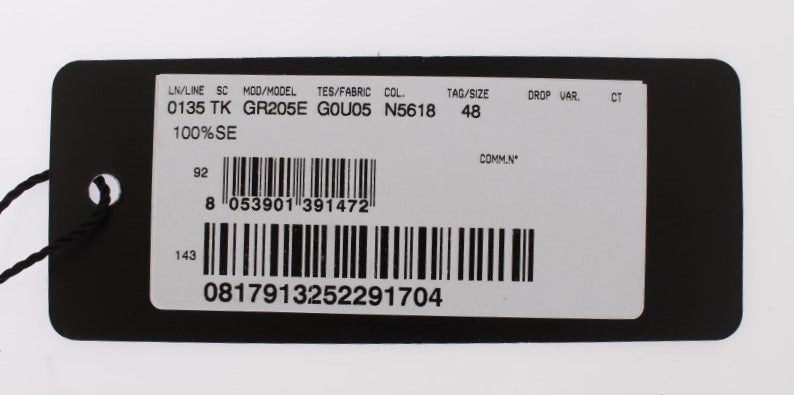 LN/LINE SC MOD/MODEL TES/FABRIC COL. TAG/SIZE DROP VAR. CT
0135 TK GR205E G0U05 N5618 48
100%SE
COMM.N°
92
8 053901 391472
143
0817913252291704